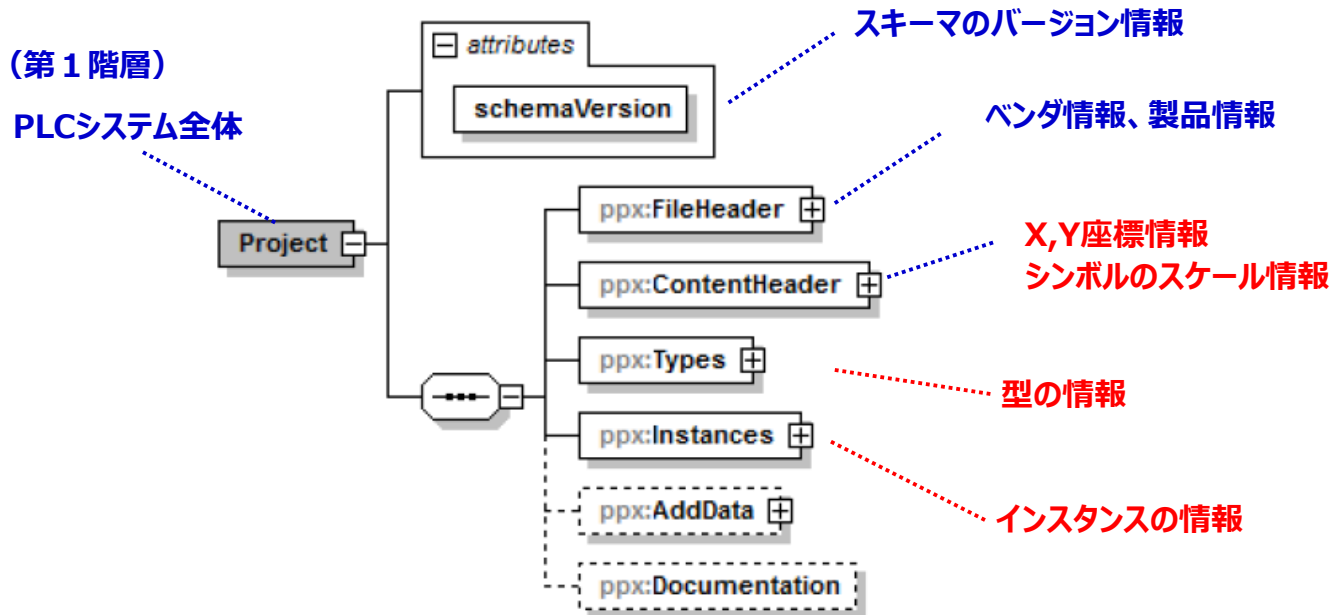 スキーマのバージョン情報
attributes
（第１階層）
schemaVersion
PLCシステム全体
ベンダ情報、製品情報
ppx:FileHeader
Project
X,Y座標情報
シンボルのスケール情報
ppx:ContentHeader
ppx:Types
型の情報
ppx:Instances
ppx:AddData
インスタンスの情報
ppx:Documentation